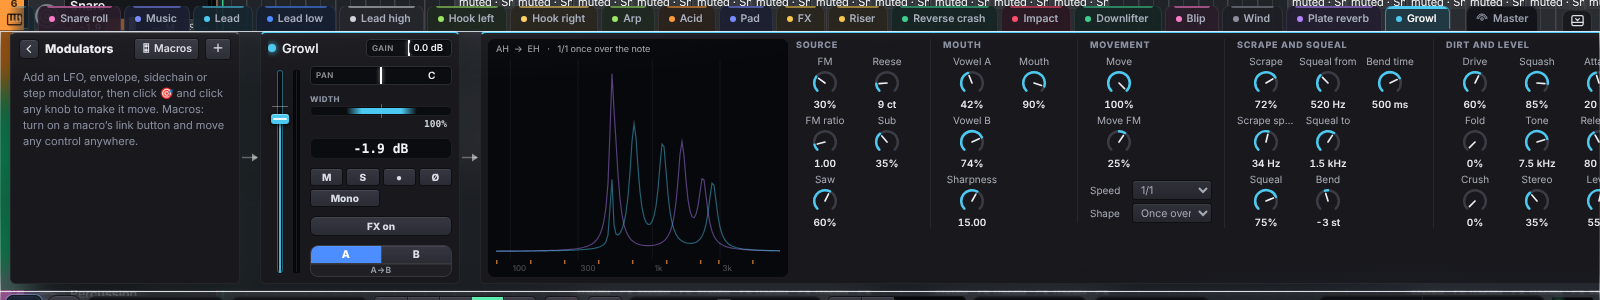 Snare roll Music Lead Lead low Lead high Hook left Hook right Arp Acid Pad FX Riser Reverse crash Impact Downlifter Blip Wind Plate reverb Growl Master
Modulators Macros +
Add an LFO, envelope, sidechain or
step modulator, then click 🎯 and click
any knob to make it move. Macros:
turn on a macro's link button and move
any control anywhere.
Growl GAIN 0.0 dB
PAN C
WIDTH
100%
-1.9 dB
M S • Ø
Mono
FX on
A B
A→B
AH → EH · 1/1 once over the note
100 300 1k 3k
SOURCE
FM Reese
30% 9 ct
FM ratio Sub
1.00 35%
Saw
60%
MOUTH
Vowel A Mouth
42% 90%
Vowel B
74%
Sharpness
15.00
MOVEMENT
Move
100%
Move FM
25%
Speed 1/1
Shape Once over
SCRAPE AND SQUEAL
Scrape Squeal from Bend time
72% 520 Hz 500 ms
Scrape sp... Squeal to
34 Hz 1.5 kHz
Squeal Bend
75% -3 st
DIRT AND LEVEL
Drive Squash Atta
60% 85% 20
Fold Tone Rele
0% 7.5 kHz 80
Crush Stereo Lev
0% 35% 55